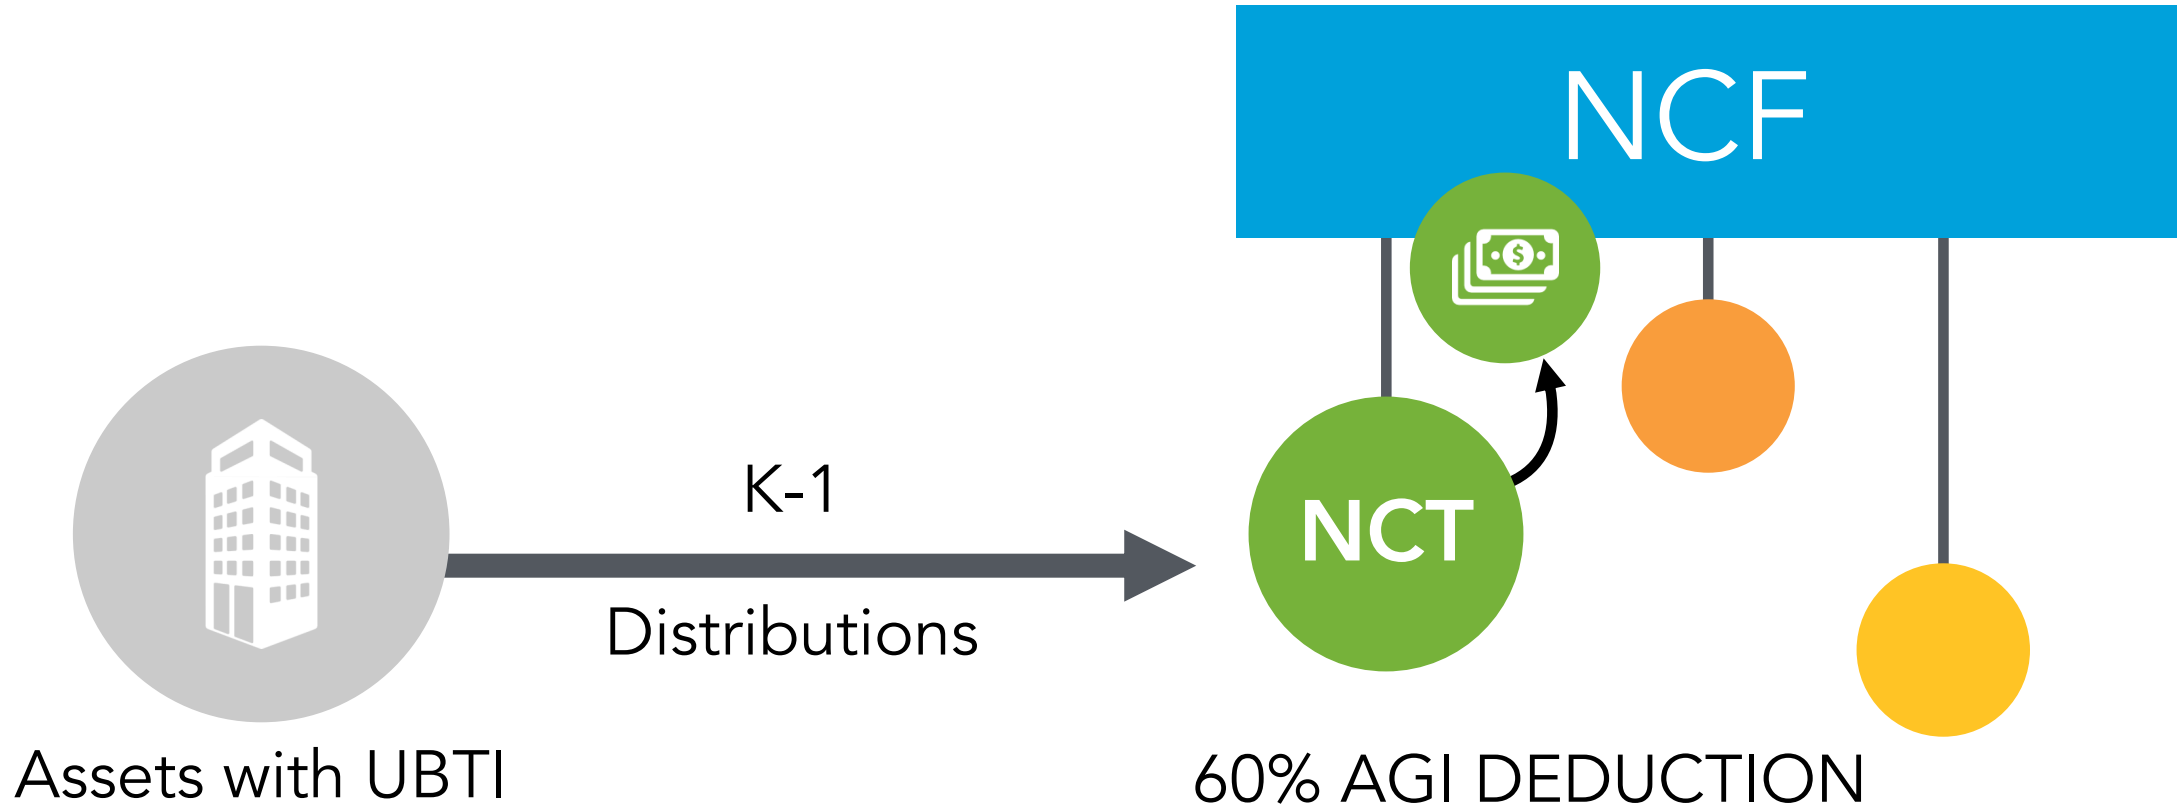 NCF
$
K-1
NCT
Distributions
Assets with UBTI
60% AGI DEDUCTION